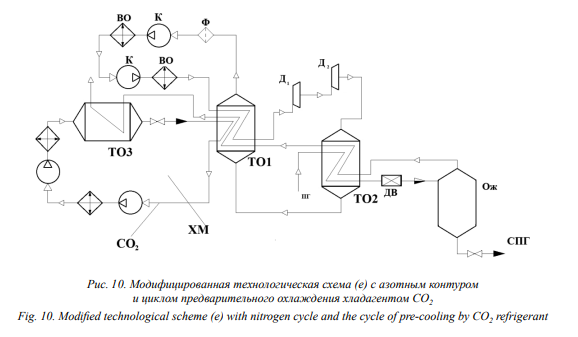 ВО К Ф
К ВО
Д₁ Д₂
ТО3 ТО1
ТО2
пг
ДВ
Ож
СПГ
ХМ
CO₂
Рис. 10. Модифицированная технологическая схема (е) с азотным контуром
и циклом предварительного охлаждения хладагентом CO₂
Fig. 10. Modified technological scheme (e) with nitrogen cycle and the cycle of pre-cooling by CO₂ refrigerant